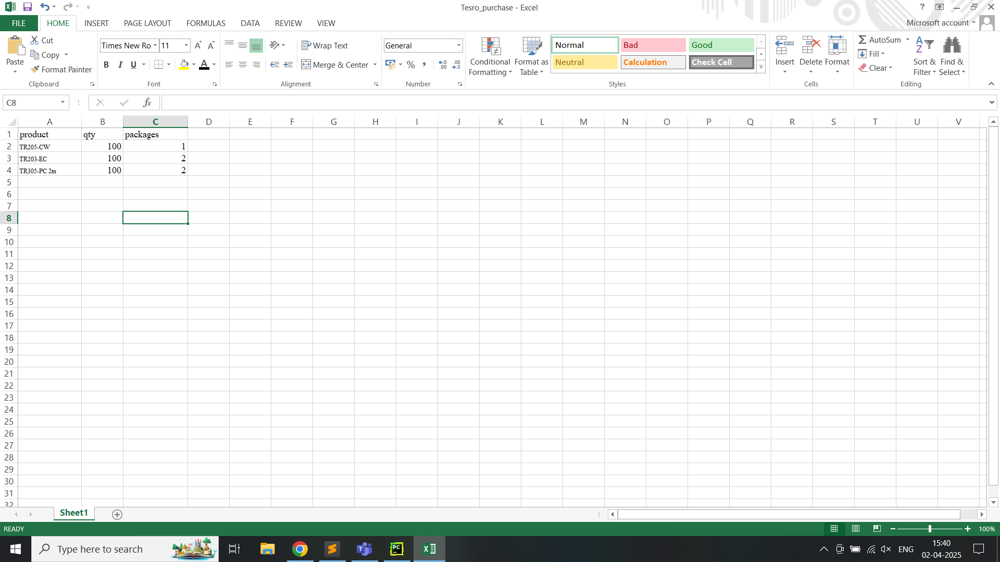 Tesro_purchase - Excel
?
FILE HOME INSERT PAGE LAYOUT FORMULAS DATA REVIEW VIEW Microsoft account
Paste
Cut
Copy
Format Painter
Clipboard
Times New Ro 11
B I U A
Font
Wrap Text
Merge & Center
Alignment
General
% ,
Number
Conditional Formatting
Format as Table
Normal Bad Good
Neutral Calculation Check Cell
Styles
Insert Delete Format
Cells
AutoSum
Fill
Clear
Sort & Filter
Find & Select
Editing
C8 fx
A B C D E F G H I J K L M N O P Q R S T U V
1 product qty packages
2 TR205-CW 100 1
3 TR203-EC 100 2
4 TR305-PC 2m 100 2
5
6
7
8
9
10
11
12
13
14
15
16
17
18
19
20
21
22
23
24
25
26
27
28
29
30
31
32
Sheet1
READY 100%
Type here to search ENG 15:40
02-04-2025